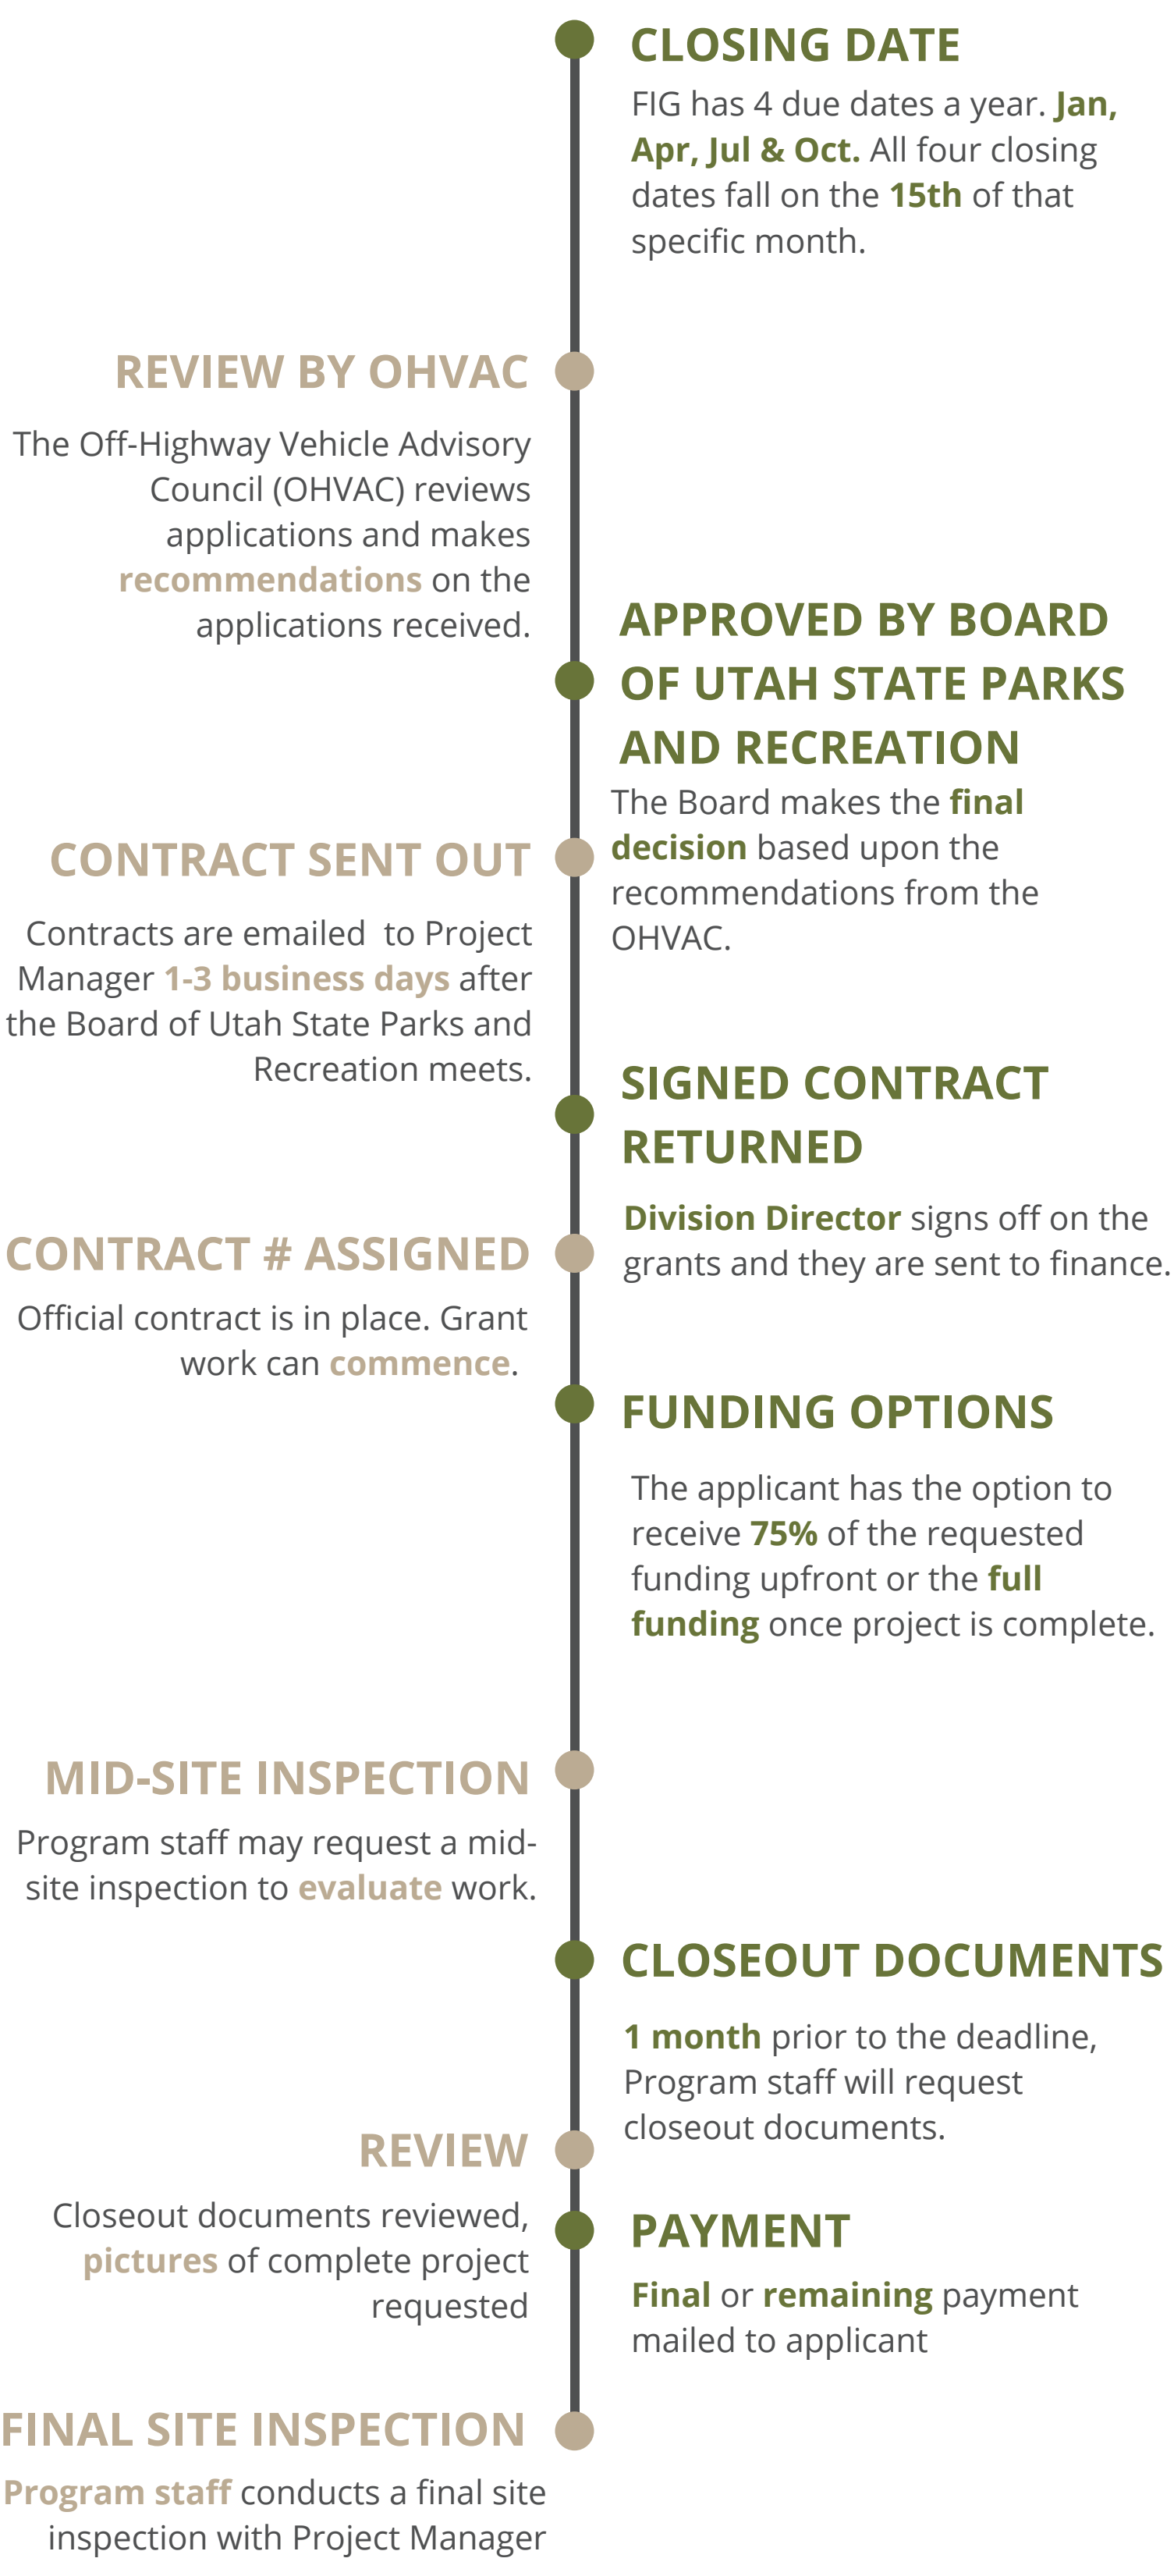 CLOSING DATE
FIG has 4 due dates a year. Jan,
Apr, Jul & Oct. All four closing
dates fall on the 15th of that
specific month.
REVIEW BY OHVAC
The Off-Highway Vehicle Advisory
Council (OHVAC) reviews
applications and makes
recommendations on the
applications received.
APPROVED BY BOARD
OF UTAH STATE PARKS
AND RECREATION
The Board makes the final
decision based upon the
recommendations from the
OHVAC.
CONTRACT SENT OUT
Contracts are emailed  to Project
Manager 1-3 business days after
the Board of Utah State Parks and
Recreation meets.
SIGNED CONTRACT
RETURNED
Division Director signs off on the
grants and they are sent to finance.
CONTRACT # ASSIGNED
Official contract is in place. Grant
work can commence.
FUNDING OPTIONS
The applicant has the option to
receive 75% of the requested
funding upfront or the full
funding once project is complete.
MID-SITE INSPECTION
Program staff may request a mid-
site inspection to evaluate work.
CLOSEOUT DOCUMENTS
1 month prior to the deadline,
Program staff will request
closeout documents.
REVIEW
Closeout documents reviewed,
pictures of complete project
requested
PAYMENT
Final or remaining payment
mailed to applicant
FINAL SITE INSPECTION
Program staff conducts a final site
inspection with Project Manager